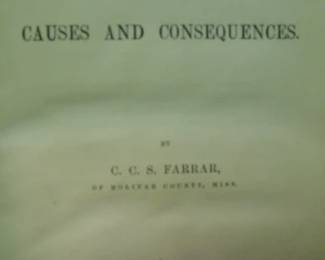 CAUSES AND CONSEQUENCES.
BY
C. C. S. FARRAR,
OF BOLIVAR COUNTY, MISS.